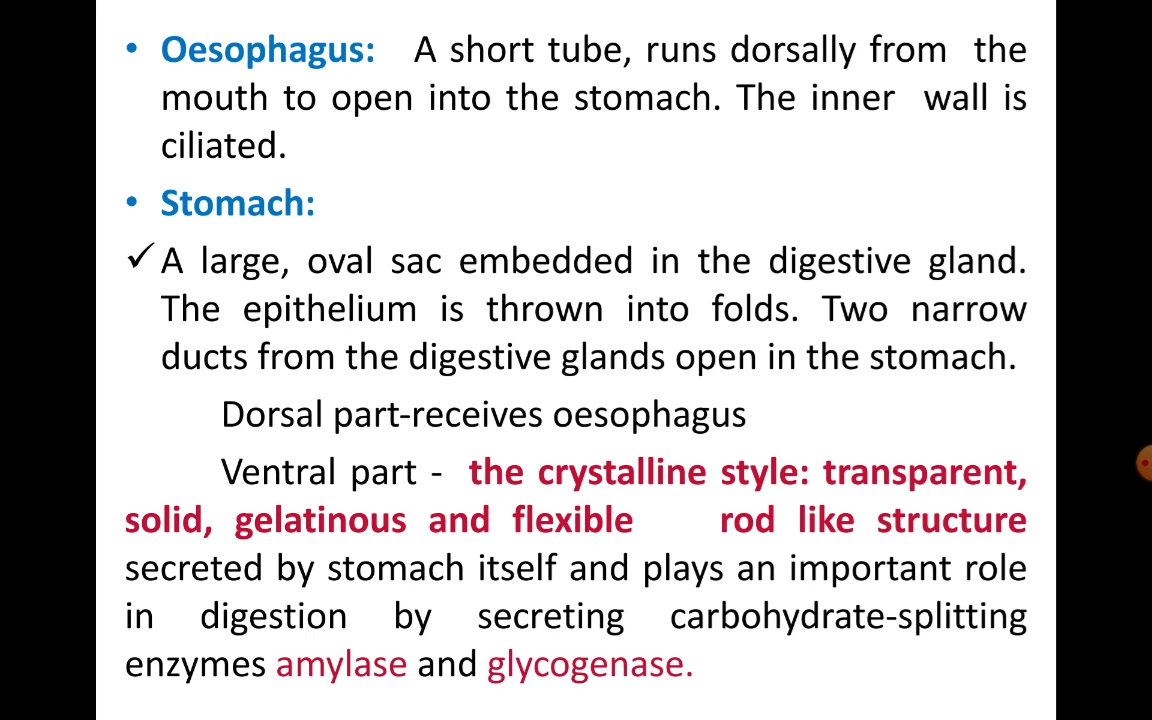 • Oesophagus: A short tube, runs dorsally from the
mouth to open into the stomach. The inner wall is
ciliated.
• Stomach:
✓ A large, oval sac embedded in the digestive gland.
The epithelium is thrown into folds. Two narrow
ducts from the digestive glands open in the stomach.
Dorsal part-receives oesophagus
Ventral part - the crystalline style: transparent,
solid, gelatinous and flexible rod like structure
secreted by stomach itself and plays an important role
in digestion by secreting carbohydrate-splitting
enzymes amylase and glycogenase.